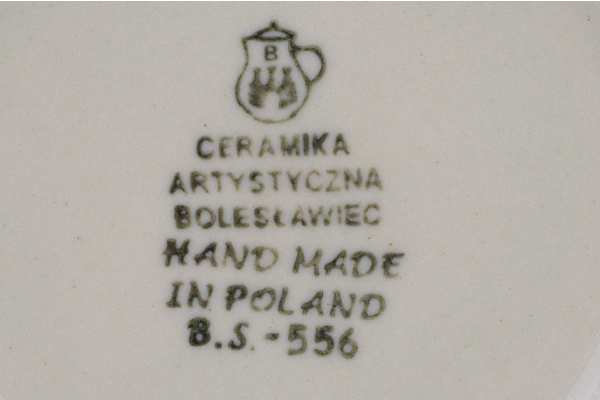 B
CERAMIKA
ARTYSTYCZNA
BOLESŁAWIEC
HAND MADE
IN POLAND
B.S.-556